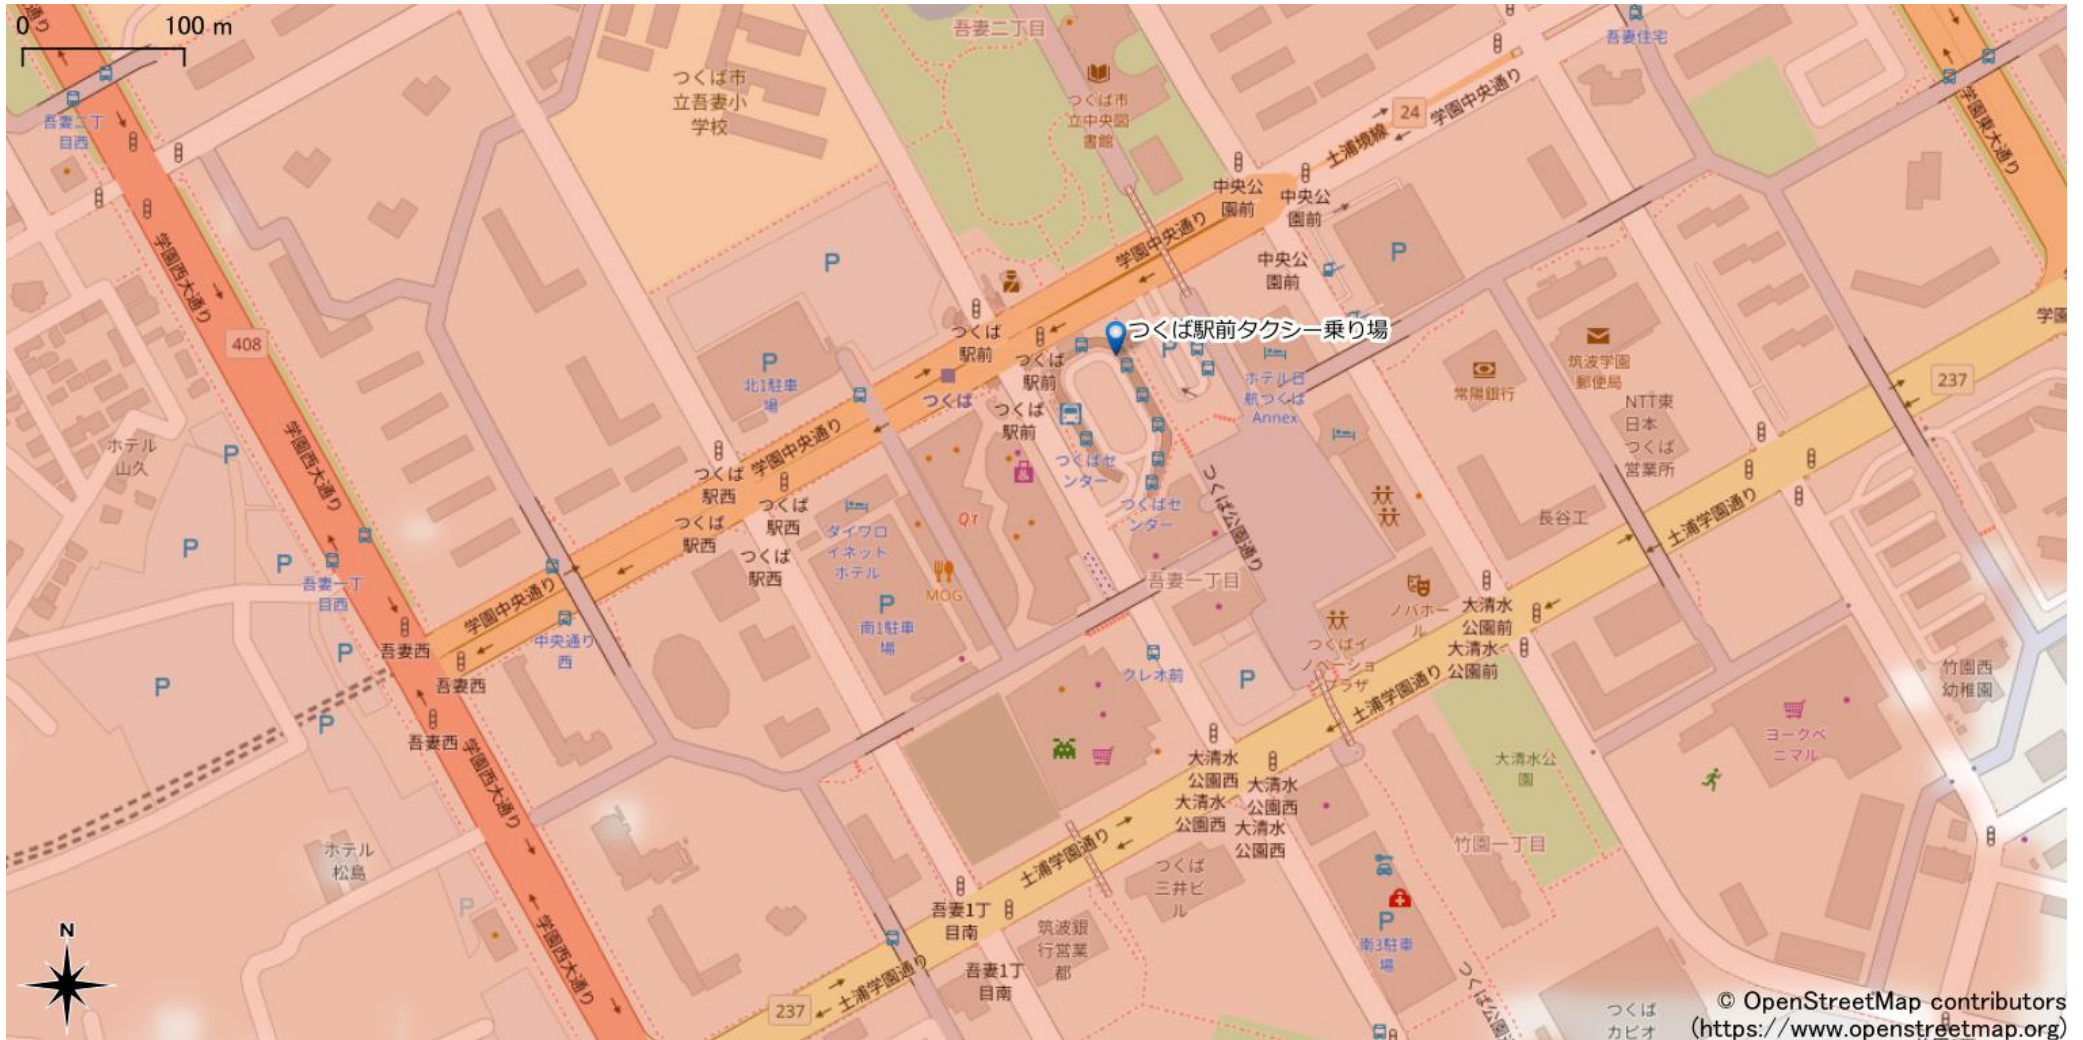 0
100 m
通り
吾妻二丁目
つくば市
立吾妻小
学校
つくば市
立中央図
書館
吾妻住宅
24
学園中央通り
土浦境線
学園東大通り
吾妻二丁
目西
中央公
園前
中央公
園前
中央公
園前
学園中央通り
学園西大通り
408
P
P
つくば
駅前
つくば
駅前
つくば
駅前
つくば駅前タクシー乗り場
P
つくば
P
北1駐車
場
ホテル日
航つくば
Annex
常陽銀行
筑波学園
郵便局
NTT東
日本
つくば
営業所
237
学園
ホテル
山久
P
学園西大通り
学園中央通り
つくば
駅西
つくば
駅西
つくば
駅西
つくば
駅西
ダイワロ
イネット
ホテル
Qt
つくばセ
ンター
つくばセ
ンター
つくば公園通り
長谷工
土浦学園通り
P
P
吾妻一丁
目西
MOG
P
南1駐車
場
吾妻一丁目
ノバホー
ル
大清水
公園前
大清水
公園前
つくばイ
ノベーショ
ンプラザ
学園中央通り
中央通り
西
吾妻西
吾妻西
吾妻西
P
P
P
クレオ前
P
土浦学園通り
竹園西
幼稚園
ヨークベ
ニマル
学園西大通り
大清水
公園西
大清水
公園西
大清水
公園西
大清水
公園西
大清水公
園
竹園一丁目
ホテル
松島
P
土浦学園通り
つくば
三井ビ
ル
吾妻1丁
目南
吾妻1丁
目南
筑波銀
行営業
部
P
南3駐車
場
N
学園西大通り
237
土浦学園通り
つくば公園
つくば
カピオ
© OpenStreetMap contributors
(https://www.openstreetmap.org)